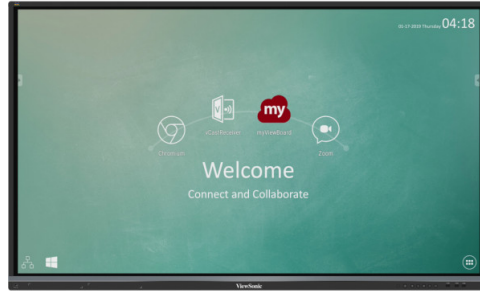 04:18
my
vCastReceiver
myViewBoard
Chromium
Zoom
Welcome
Connect and Collaborate
ViewSonic